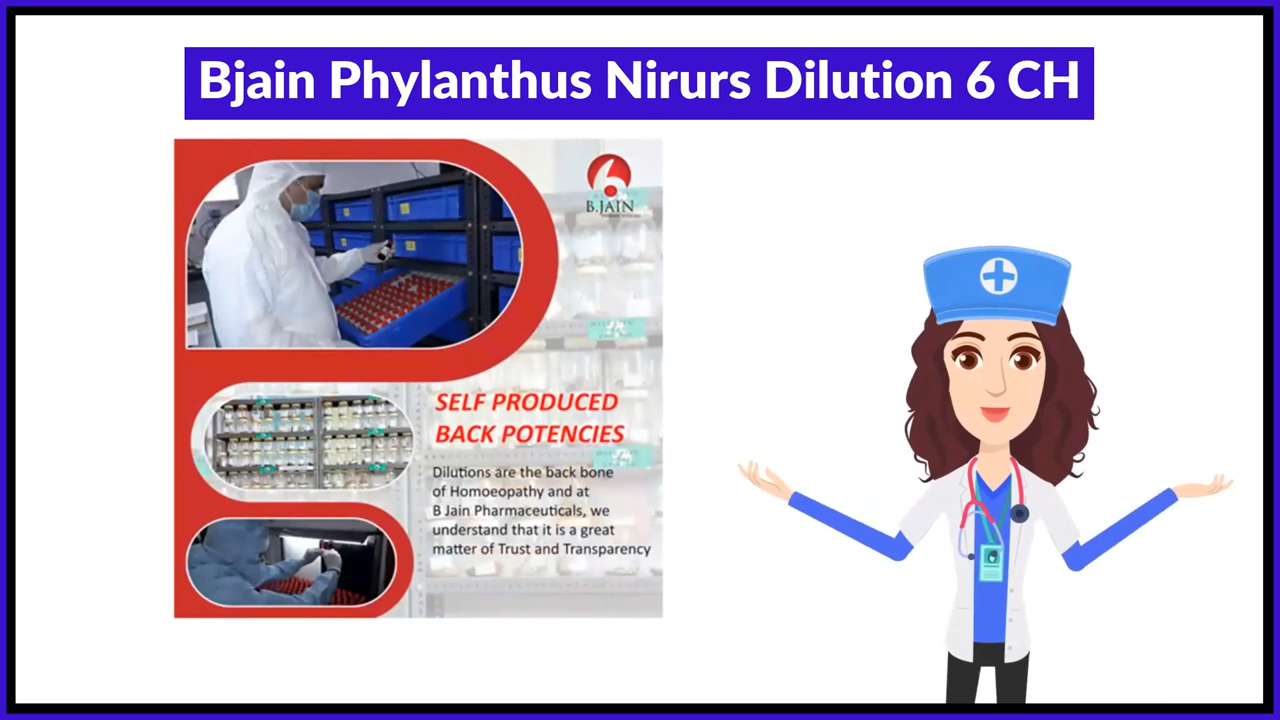 Bjain Phylanthus Nirurs Dilution 6 CH
B.JAIN
SELF PRODUCED
BACK POTENCIES
Dilutions are the back bone
of Homoeopathy and at
B Jain Pharmaceuticals, we
understand that it is a great
matter of Trust and Transparency